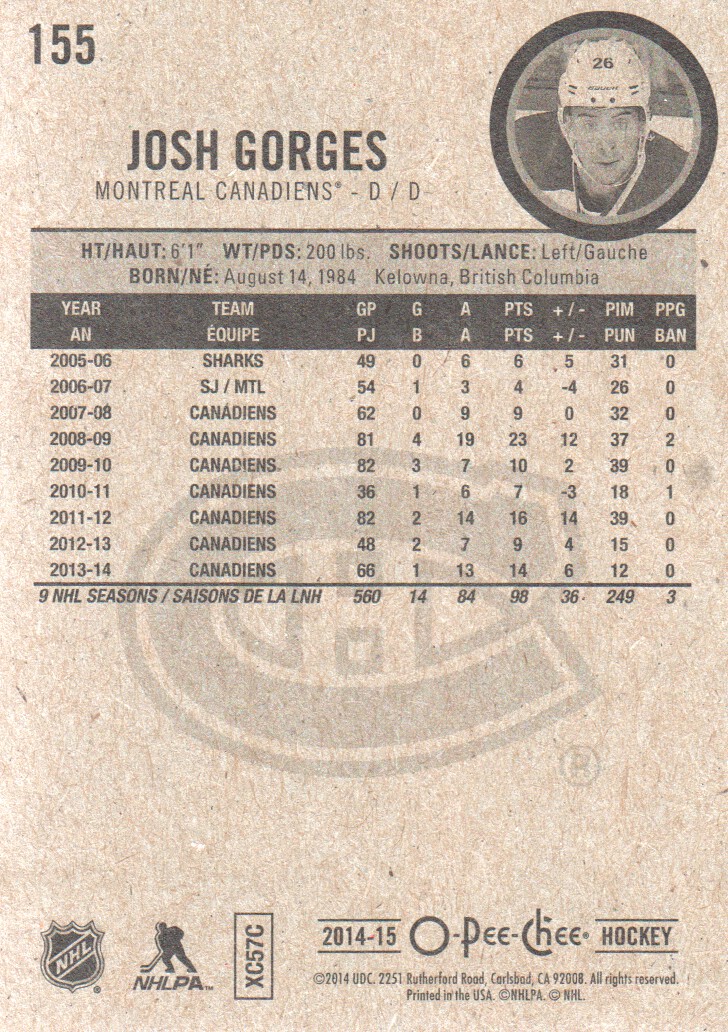 155
26
BAUER
JOSH GORGES
MONTREAL CANADIENS® - D / D
HT/HAUT: 6'1" WT/PDS: 200 lbs. SHOOTS/LANCE: Left/Gauche
BORN/NÉ: August 14, 1984 Kelowna, British Columbia
YEAR TEAM GP G A PTS +/- PIM PPG
AN ÉQUIPE PJ B A PTS +/- PUN BAN
2005-06 SHARKS 49 0 6 6 5 31 0
2006-07 SJ / MTL 54 1 3 4 -4 26 0
2007-08 CANADIENS 62 0 9 9 0 32 0
2008-09 CANADIENS 81 4 19 23 12 37 2
2009-10 CANADIENS 82 3 7 10 2 39 0
2010-11 CANADIENS 36 1 6 7 -3 18 1
2011-12 CANADIENS 82 2 14 16 14 39 0
2012-13 CANADIENS 48 2 7 9 4 15 0
2013-14 CANADIENS 66 1 13 14 6 12 0
9 NHL SEASONS / SAISONS DE LA LNH 560 14 84 98 36 249 3
®
NHL ®
NHLPA™
XC57C
2014-15 O-Pee-Chee® HOCKEY
©2014 UDC. 2251 Rutherford Road, Carlsbad, CA 92008. All rights reserved.
Printed in the USA. ©NHLPA. © NHL.